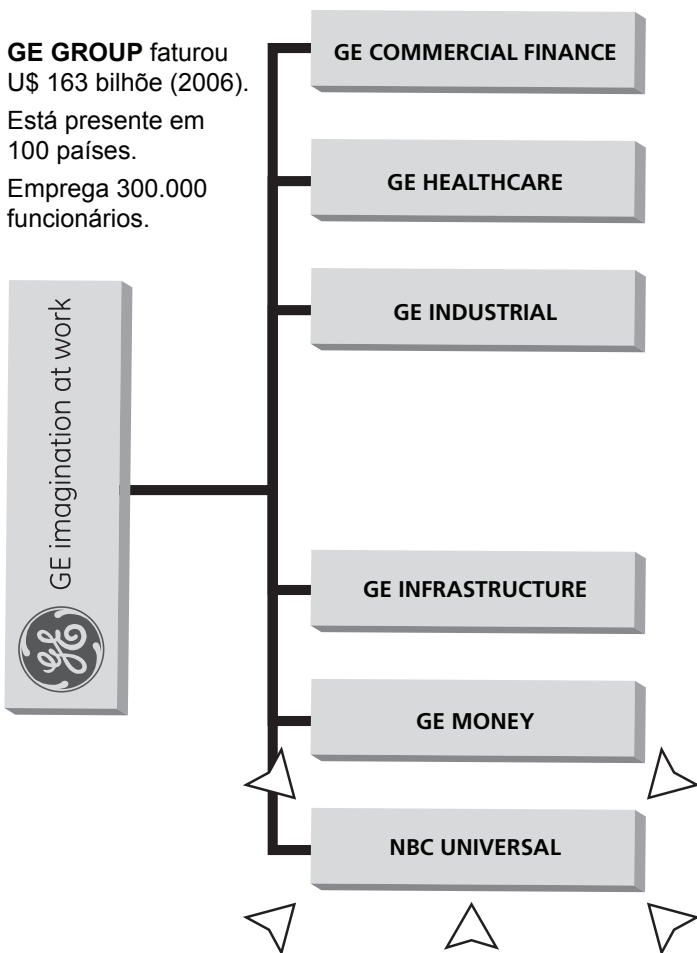 GE GROUP faturou
U$ 163 bilhõe (2006).
Está presente em
100 países.
Emprega 300.000
funcionários.
GE imagination at work
GE
GE COMMERCIAL FINANCE
GE HEALTHCARE
GE INDUSTRIAL
GE INFRASTRUCTURE
GE MONEY
NBC UNIVERSAL